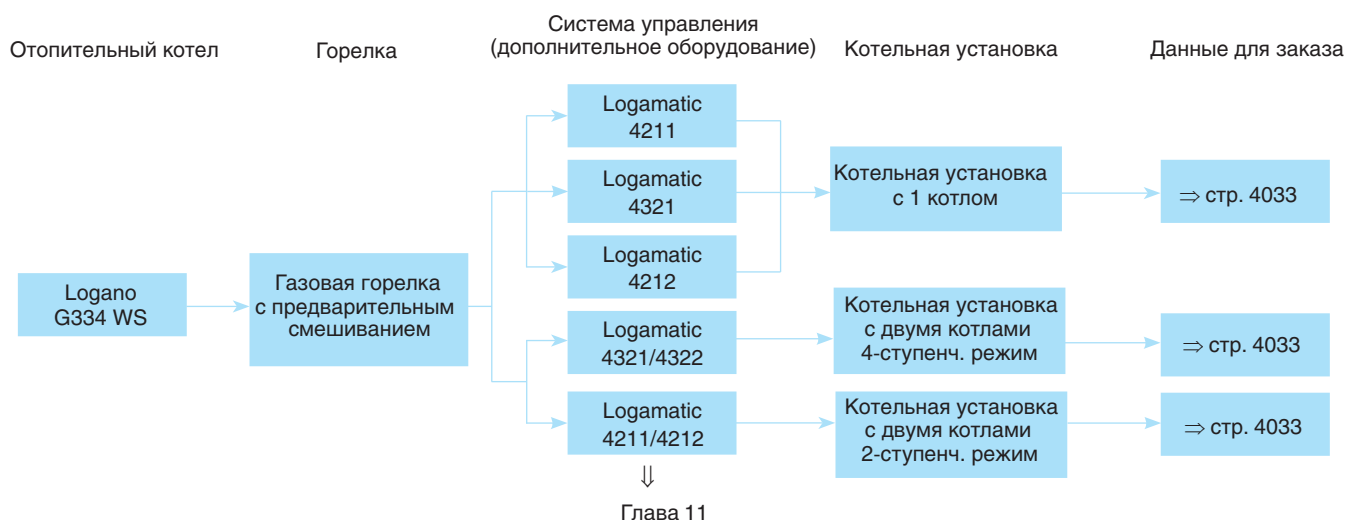 Отопительный котел
Горелка
Система управления
(дополнительное оборудование)
Котельная установка
Данные для заказа
Logamatic
4211
Logamatic
4321
Котельная установка
с 1 котлом
⇒ стр. 4033
Logamatic
4212
Logano
G334 WS
Газовая горелка
с предварительным
смешиванием
Logamatic
4321/4322
Котельная установка
с двумя котлами
4-ступенч. режим
⇒ стр. 4033
Logamatic
4211/4212
Котельная установка
с двумя котлами
2-ступенч. режим
⇒ стр. 4033
⇓
Глава 11